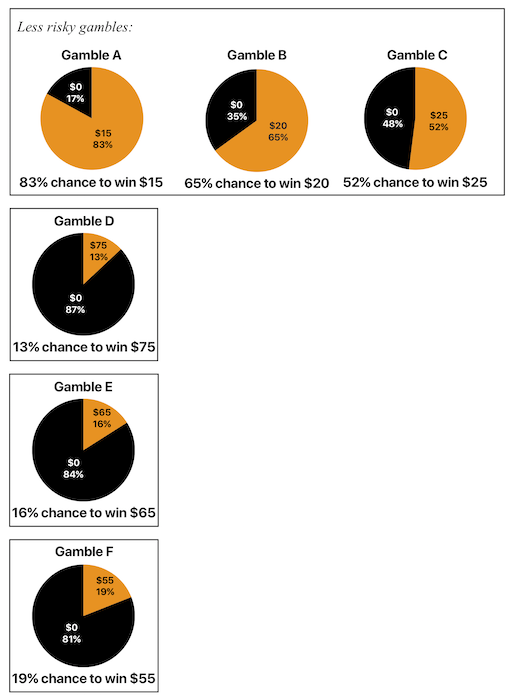 Less risky gambles:
Gamble A
Gamble B
Gamble C
$0
17%
$15
83%
$0
35%
$20
65%
$0
48%
$25
52%
83% chance to win $15
65% chance to win $20
52% chance to win $25
Gamble D
$75
13%
$0
87%
13% chance to win $75
Gamble E
$65
16%
$0
84%
16% chance to win $65
Gamble F
$55
19%
$0
81%
19% chance to win $55